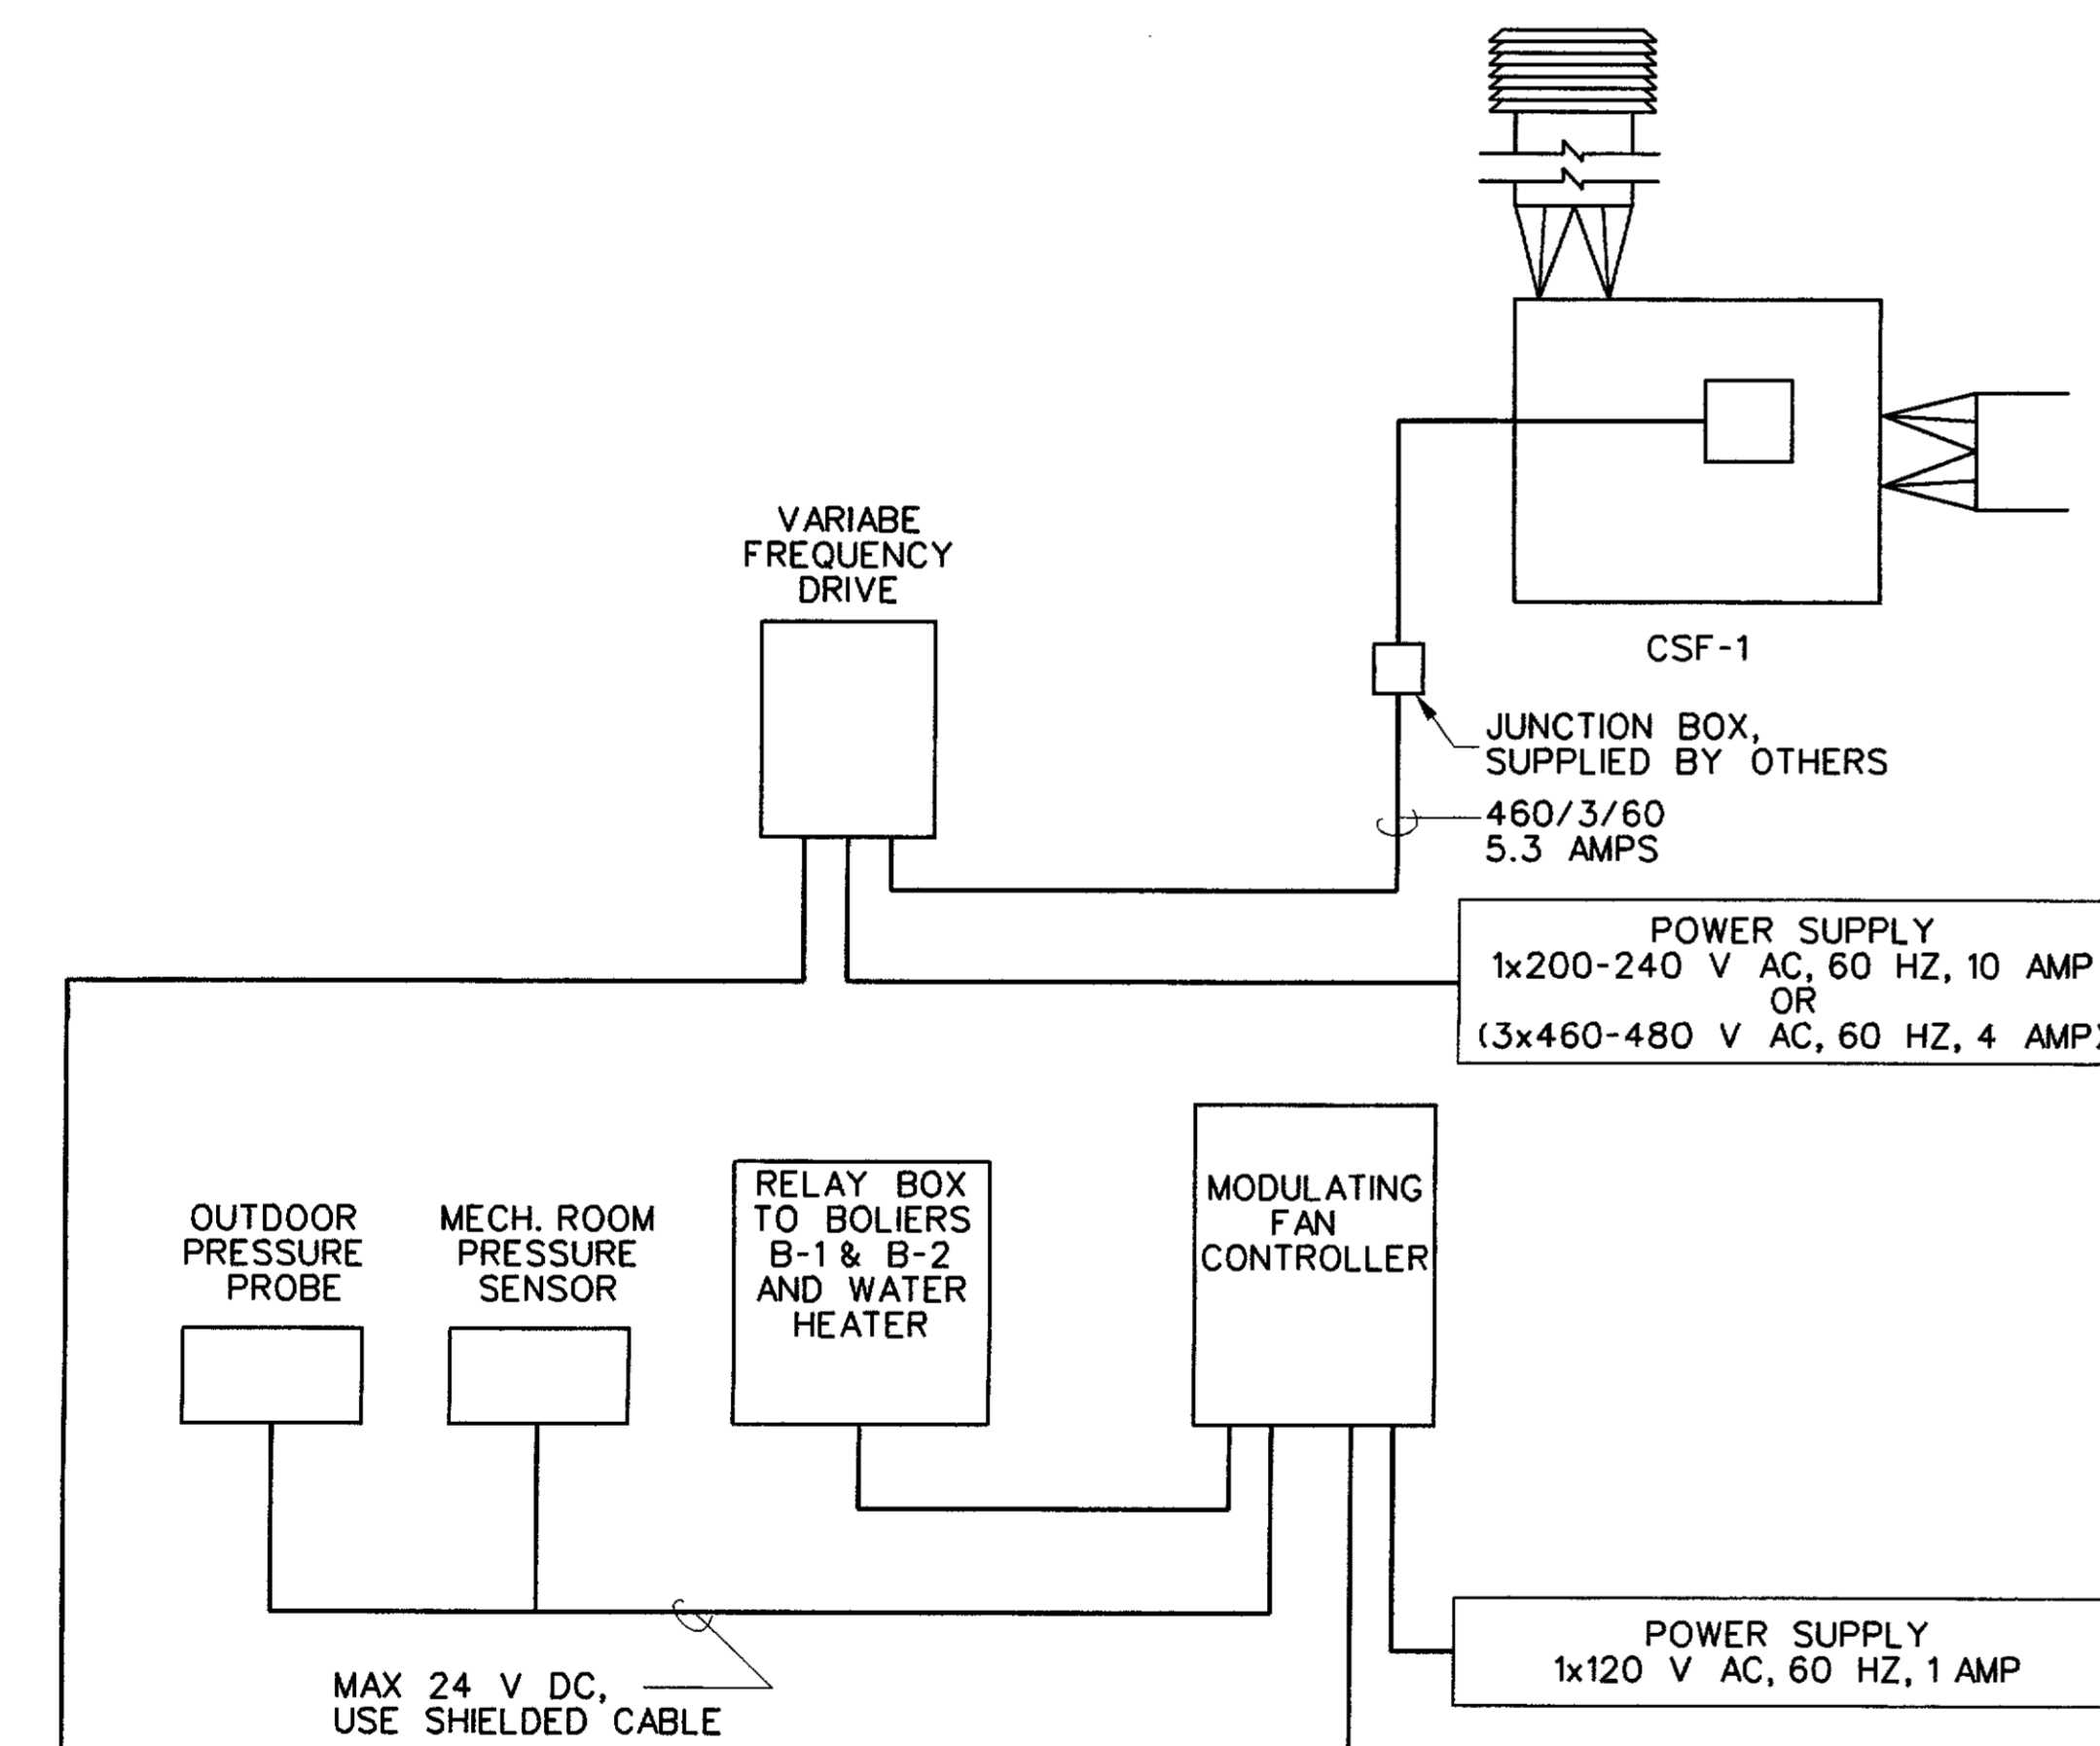 VARIABE
FREQUENCY
DRIVE
CSF-1
JUNCTION BOX,
SUPPLIED BY OTHERS
460/3/60
5.3 AMPS
POWER SUPPLY
1x200-240 V AC, 60 HZ, 10 AMP
OR
(3x460-480 V AC, 60 HZ, 4 AMP)
OUTDOOR
PRESSURE
PROBE
MECH. ROOM
PRESSURE
SENSOR
RELAY BOX
TO BOLIERS
B-1 & B-2
AND WATER
HEATER
MODULATING
FAN
CONTROLLER
MAX 24 V DC,
USE SHIELDED CABLE
POWER SUPPLY
1x120 V AC, 60 HZ, 1 AMP